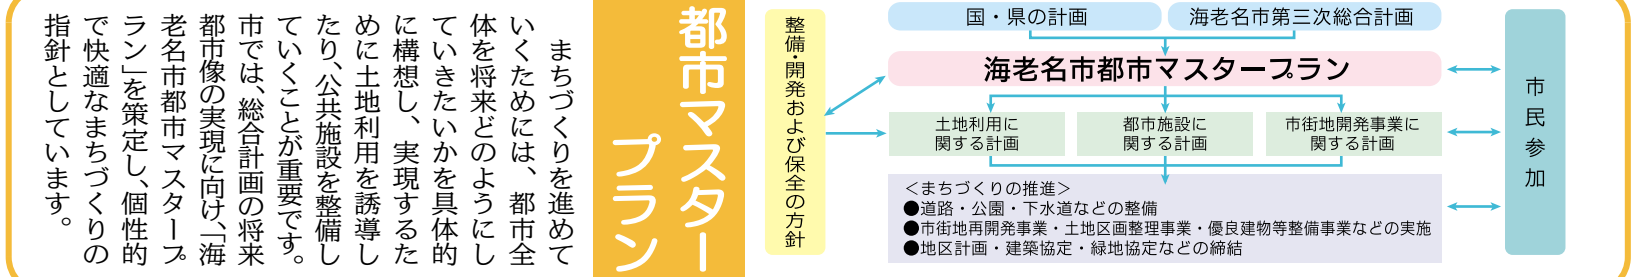 都市マスター
プラン
まちづくりを進めて
いくためには、都市全
体を将来どのようにし
ていきたいかを具体的
に構想し、実現するた
めに土地利用を誘導し
たり、公共施設を整備し
ていくことが重要です。
市では、総合計画の将来
都市像の実現に向け、「海
老名市都市マスタープ
ラン」を策定し、個性的
で快適なまちづくりの
指針としています。
国・県の計画
海老名市第三次総合計画
海老名市都市マスタープラン
整備・開発および保全の方針
土地利用に
関する計画
都市施設に
関する計画
市街地開発事業に
関する計画
＜まちづくりの推進＞
●道路・公園・下水道などの整備
●市街地再開発事業・土地区画整理事業・優良建物等整備事業などの実施
●地区計画・建築協定・緑地協定などの締結
市民参加